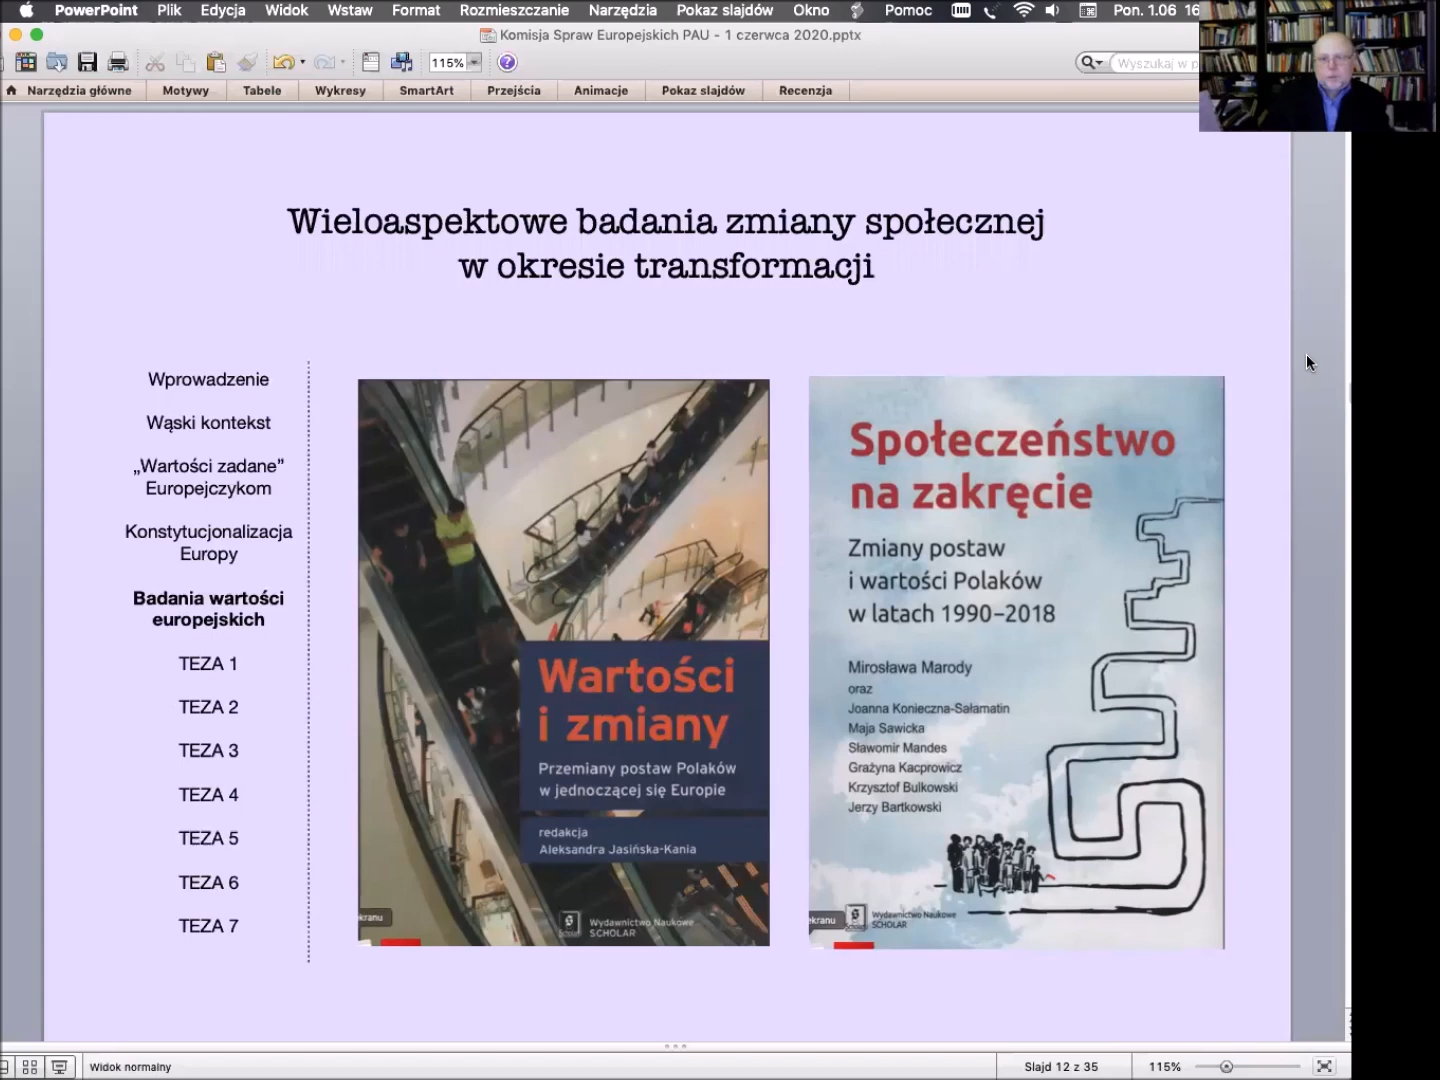 PowerPoint Plik Edycja Widok Wstaw Format Rozmieszczanie Narzędzia Pokaz slajdów Okno Pomoc Pon. 1.06 16
Komisja Spraw Europejskich PAU - 1 czerwca 2020.pptx
115%
Wyszukaj w p
Narzędzia główne Motywy Tabele Wykresy SmartArt Przejścia Animacje Pokaz slajdów Recenzja
Wieloaspektowe badania zmiany społecznej
w okresie transformacji
Wprowadzenie
Wąski kontekst
„Wartości zadane”
Europejczykom
Konstytucjonalizacja
Europy
Badania wartości
europejskich
TEZA 1
TEZA 2
TEZA 3
TEZA 4
TEZA 5
TEZA 6
TEZA 7
Wartości
i zmiany
Przemiany postaw Polaków
w jednoczącej się Europie
redakcja
Aleksandra Jasińska-Kania
ekranu
Wydawnictwo Naukowe
SCHOLAR
Społeczeństwo
na zakręcie
Zmiany postaw
i wartości Polaków
w latach 1990–2018
Mirosława Marody
oraz
Joanna Konieczna-Sałamatin
Maja Sawicka
Sławomir Mandes
Grażyna Kacprowicz
Krzysztof Bulkowski
Jerzy Bartkowski
ekranu
Wydawnictwo Naukowe
SCHOLAR
Widok normalny
Slajd 12 z 35
115%